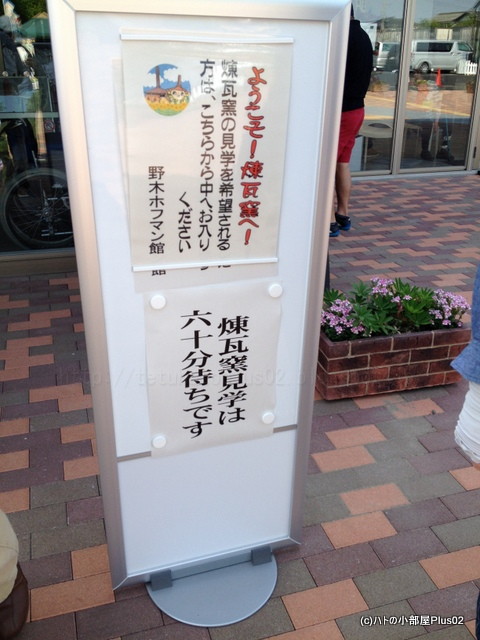 ようこそ！煉瓦窯へ！
煉瓦窯の見学を希望される
方は、こちらから中へお入り
ください
野木ホフマン館
館
煉瓦窯見学は
六十分待ちです
(c)ハトの小部屋Plus02